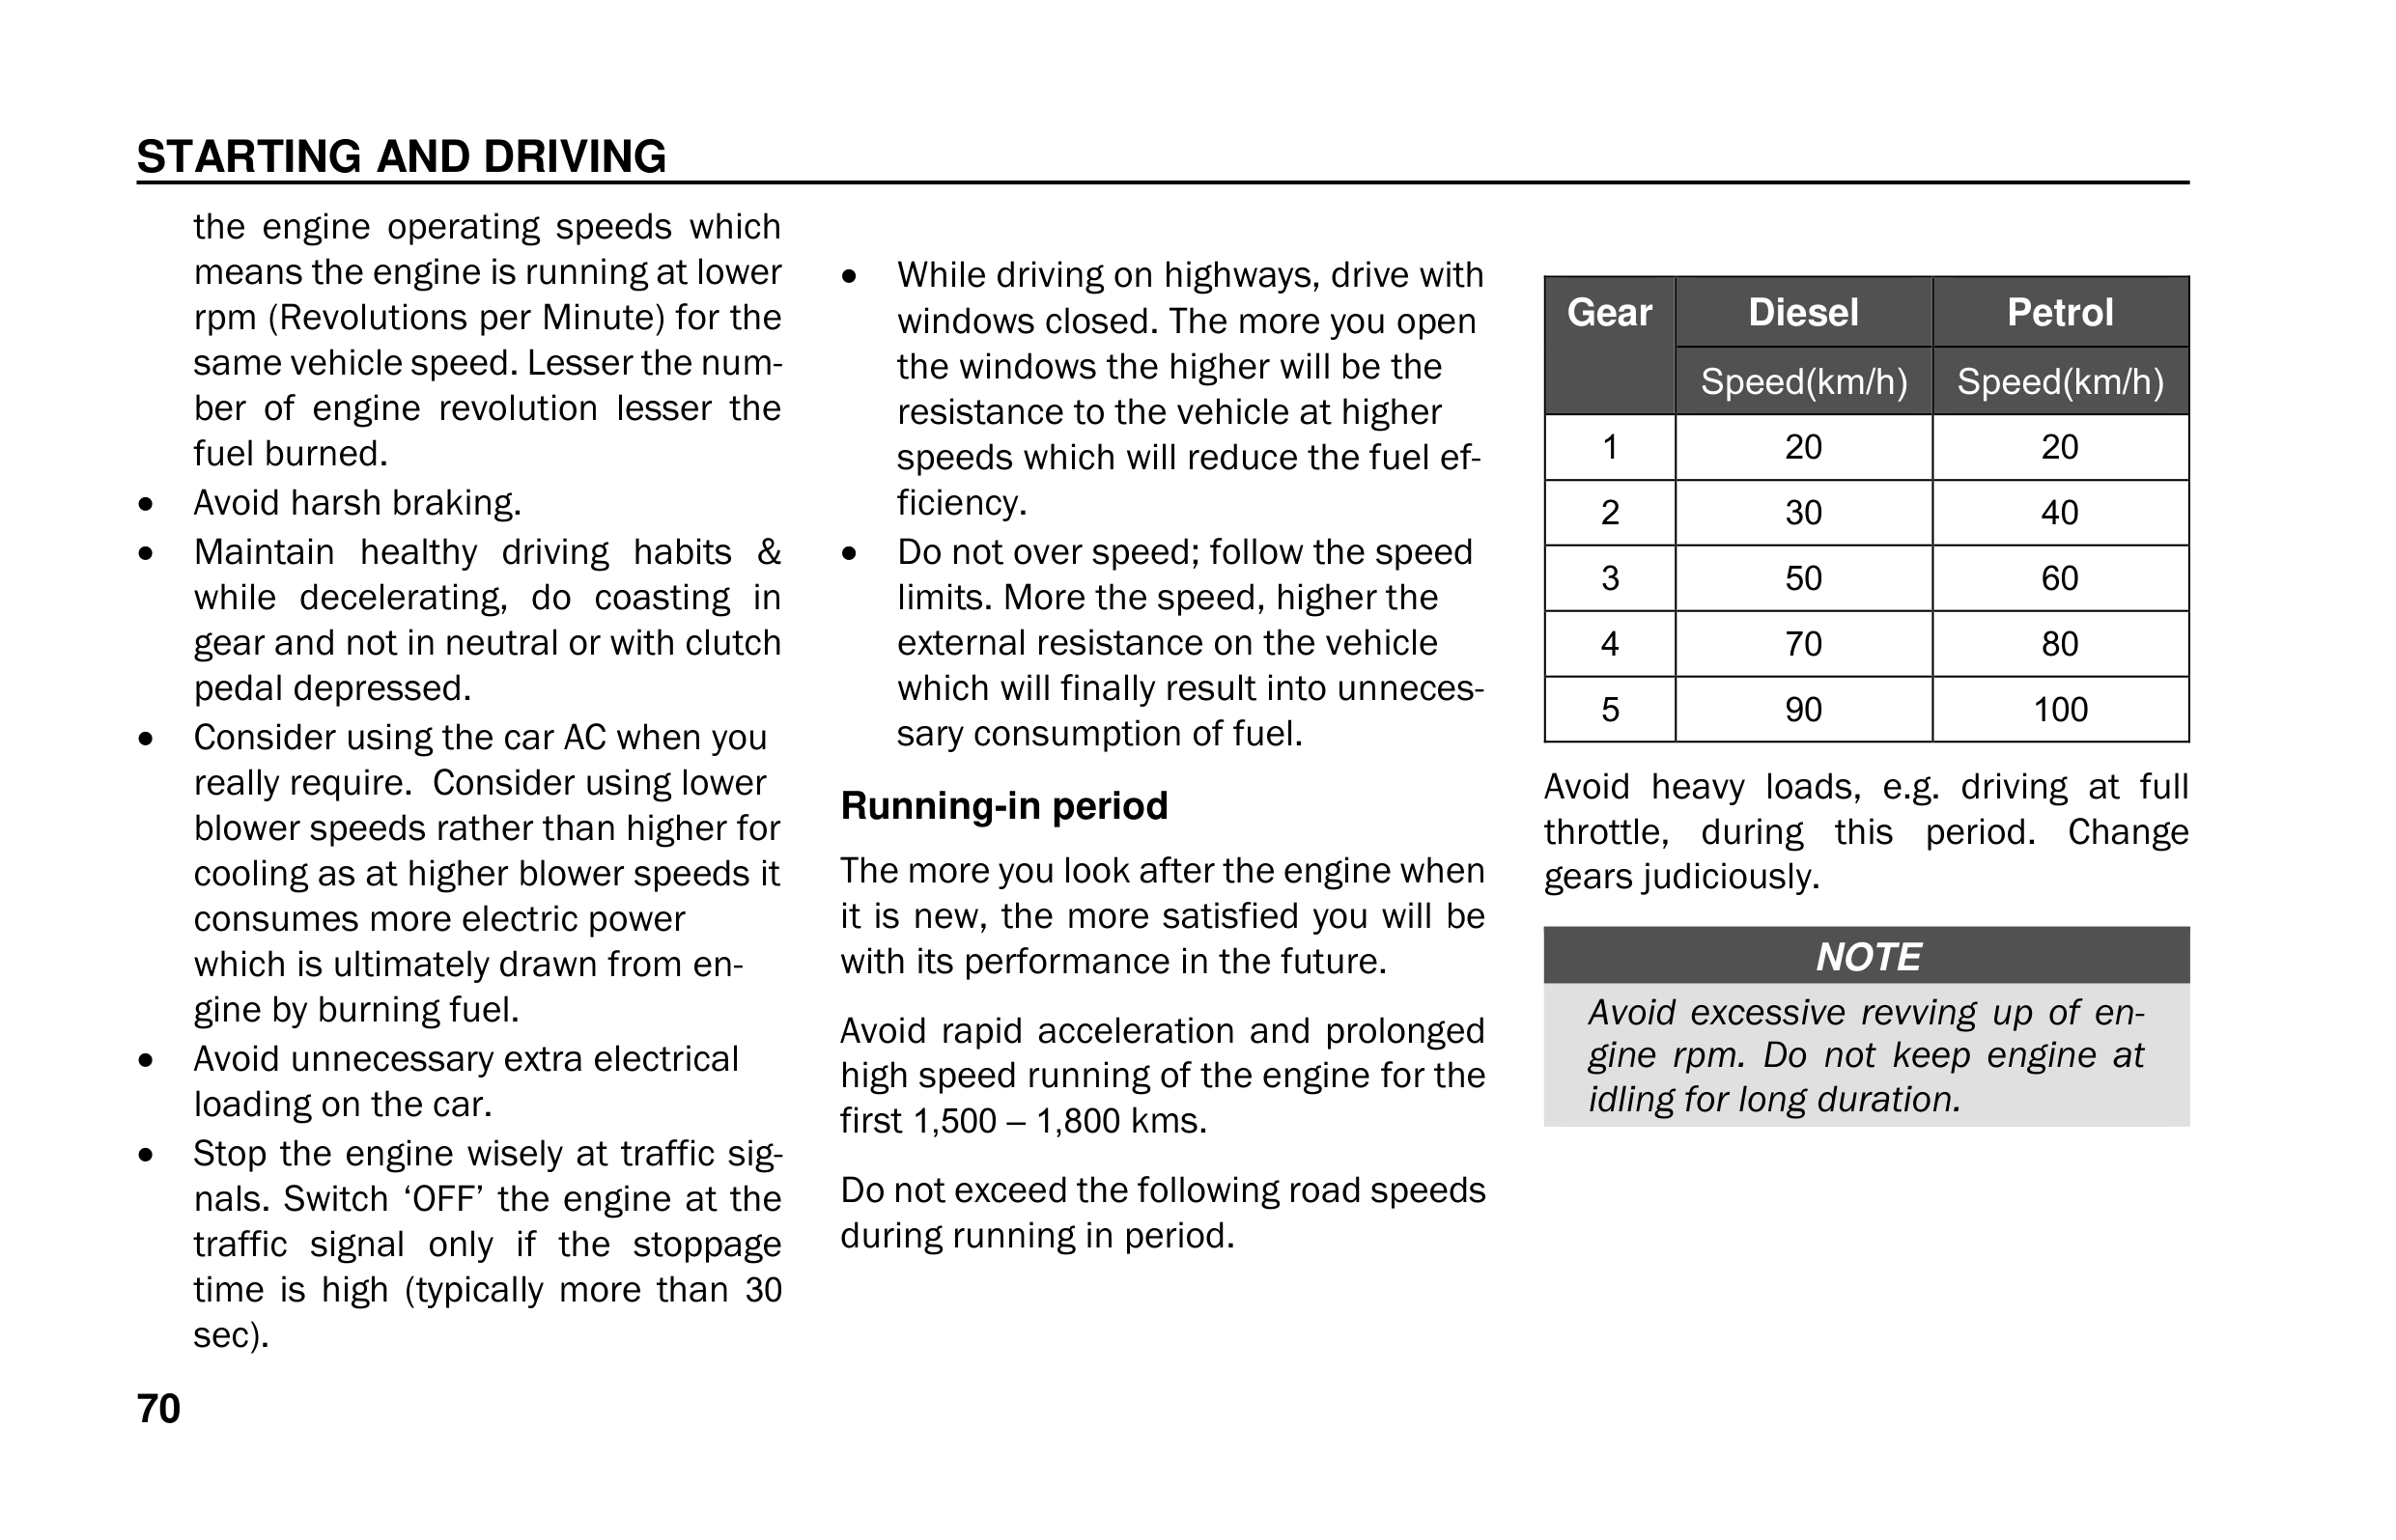 STARTING AND DRIVING
the engine operating speeds which
means the engine is running at lower
rpm (Revolutions per Minute) for the
same vehicle speed. Lesser the num-
ber of engine revolution lesser the
fuel burned.
• Avoid harsh braking.
• Maintain healthy driving habits &
while decelerating, do coasting in
gear and not in neutral or with clutch
pedal depressed.
• Consider using the car AC when you
really require.  Consider using lower
blower speeds rather than higher for
cooling as at higher blower speeds it
consumes more electric power
which is ultimately drawn from en-
gine by burning fuel.
• Avoid unnecessary extra electrical
loading on the car.
• Stop the engine wisely at traffic sig-
nals. Switch ‘OFF’ the engine at the
traffic signal only if the stoppage
time is high (typically more than 30
sec).
• While driving on highways, drive with
windows closed. The more you open
the windows the higher will be the
resistance to the vehicle at higher
speeds which will reduce the fuel ef-
ficiency.
• Do not over speed; follow the speed
limits. More the speed, higher the
external resistance on the vehicle
which will finally result into unneces-
sary consumption of fuel.
Running-in period
The more you look after the engine when
it is new, the more satisfied you will be
with its performance in the future.
Avoid rapid acceleration and prolonged
high speed running of the engine for the
first 1,500 – 1,800 kms.
Do not exceed the following road speeds
during running in period.
Gear Diesel Petrol
Speed(km/h) Speed(km/h)
1 20 20
2 30 40
3 50 60
4 70 80
5 90 100
Avoid heavy loads, e.g. driving at full
throttle, during this period. Change
gears judiciously.
NOTE
Avoid excessive revving up of en-
gine rpm. Do not keep engine at
idling for long duration.
70